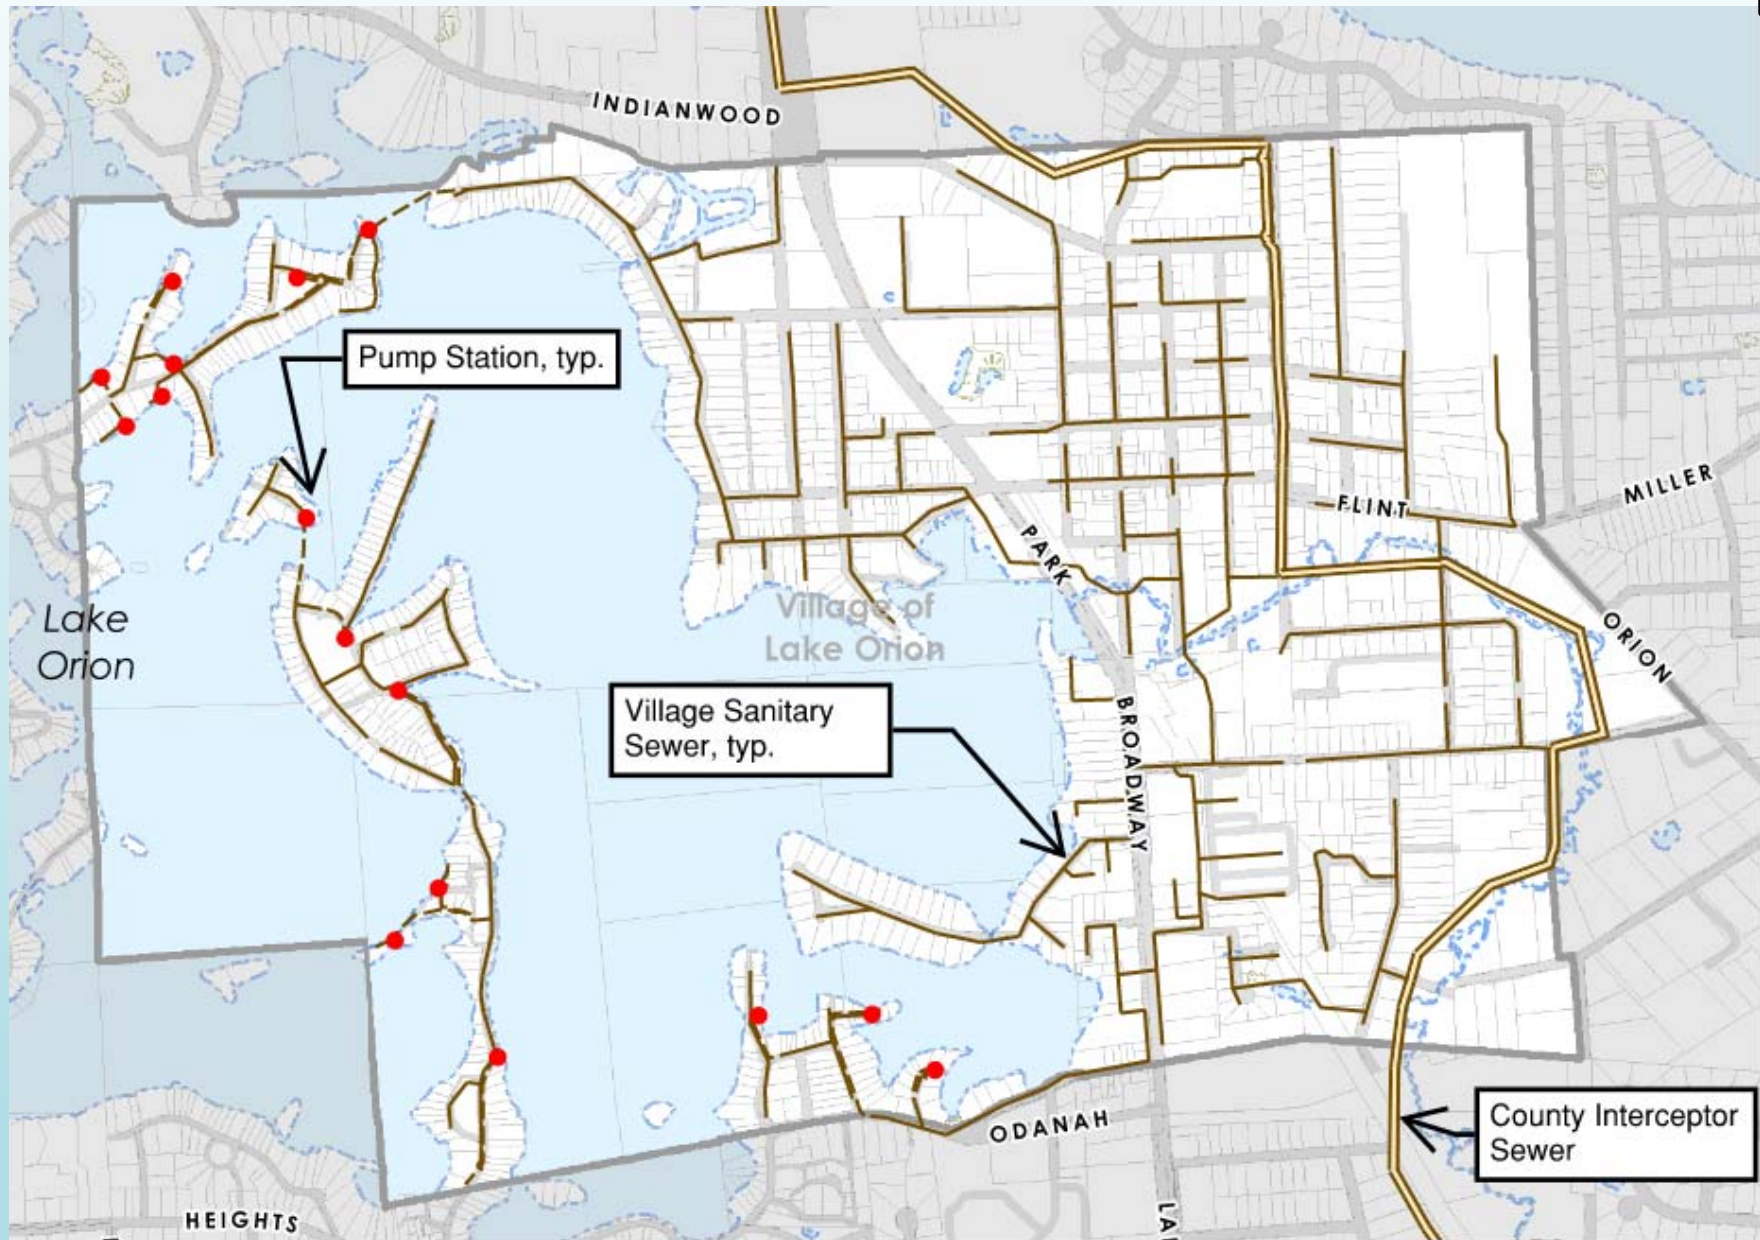 INDIANWOOD
Pump Station, typ.
MILLER
FLINT
PARK
Village of
Lake Orion
Lake
Orion
ORION
Village Sanitary
Sewer, typ.
BROADWAY
County Interceptor
Sewer
ODANAH
HEIGHTS